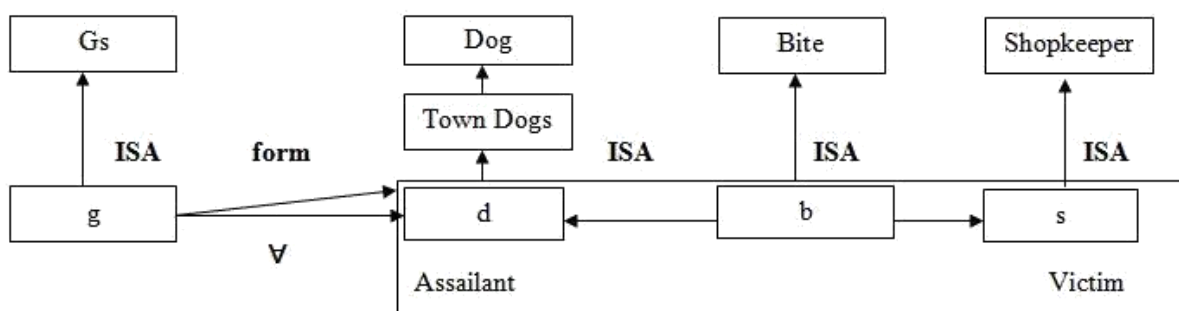 Gs Dog Bite Shopkeeper
Town Dogs
ISA form ISA ISA ISA
g d b s
∀
Assailant Victim